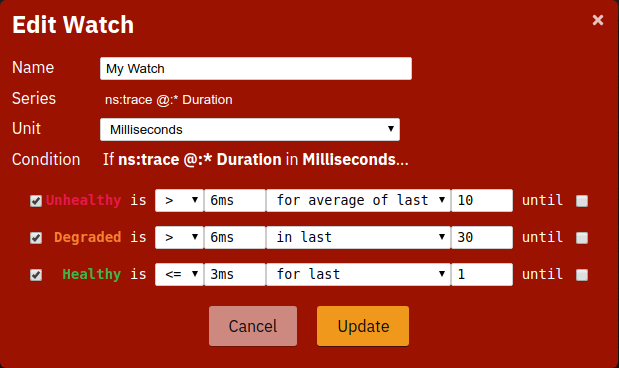 Edit Watch ×
Name My Watch
Series ns:trace @:* Duration
Unit Milliseconds
Condition If ns:trace @:* Duration in Milliseconds...
Unhealthy is > 6ms for average of last 10 until
Degraded is > 6ms in last 30 until
Healthy is <= 3ms for last 1 until
Cancel Update